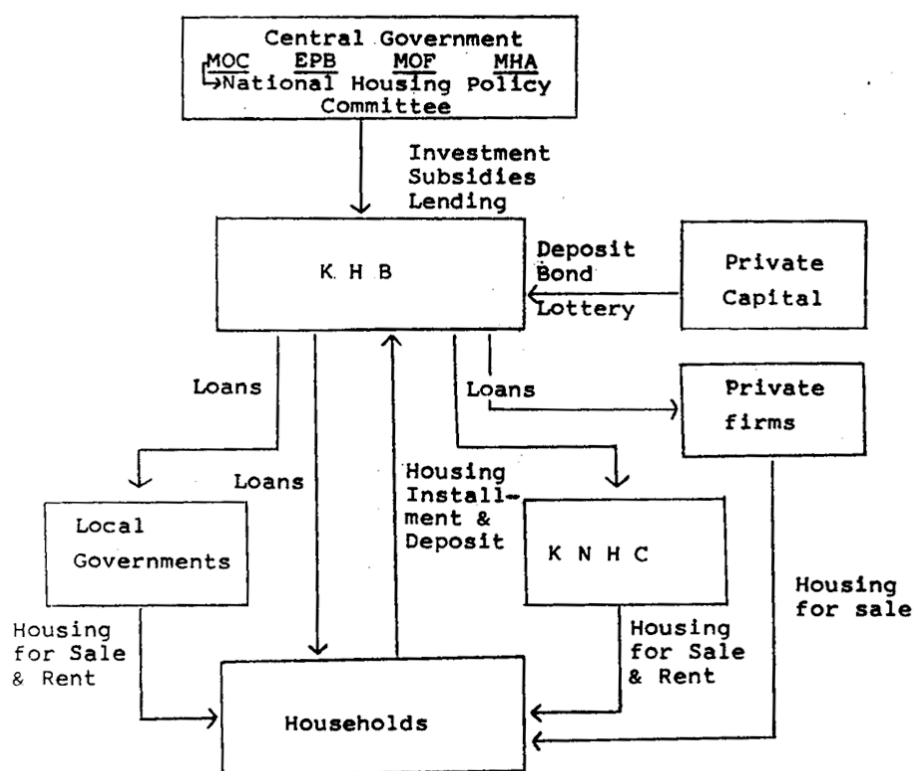 Central Government
MOC EPB MOF MHA
National Housing Policy
Committee
Investment
Subsidies
Lending
K H B
Deposit
Bond
Lottery
Private
Capital
Loans
Loans
Private
firms
Loans
Housing
Install-
ment &
Deposit
Local
Governments
K N H C
Housing
for sale
Housing
for Sale
& Rent
Housing
for Sale
& Rent
Households